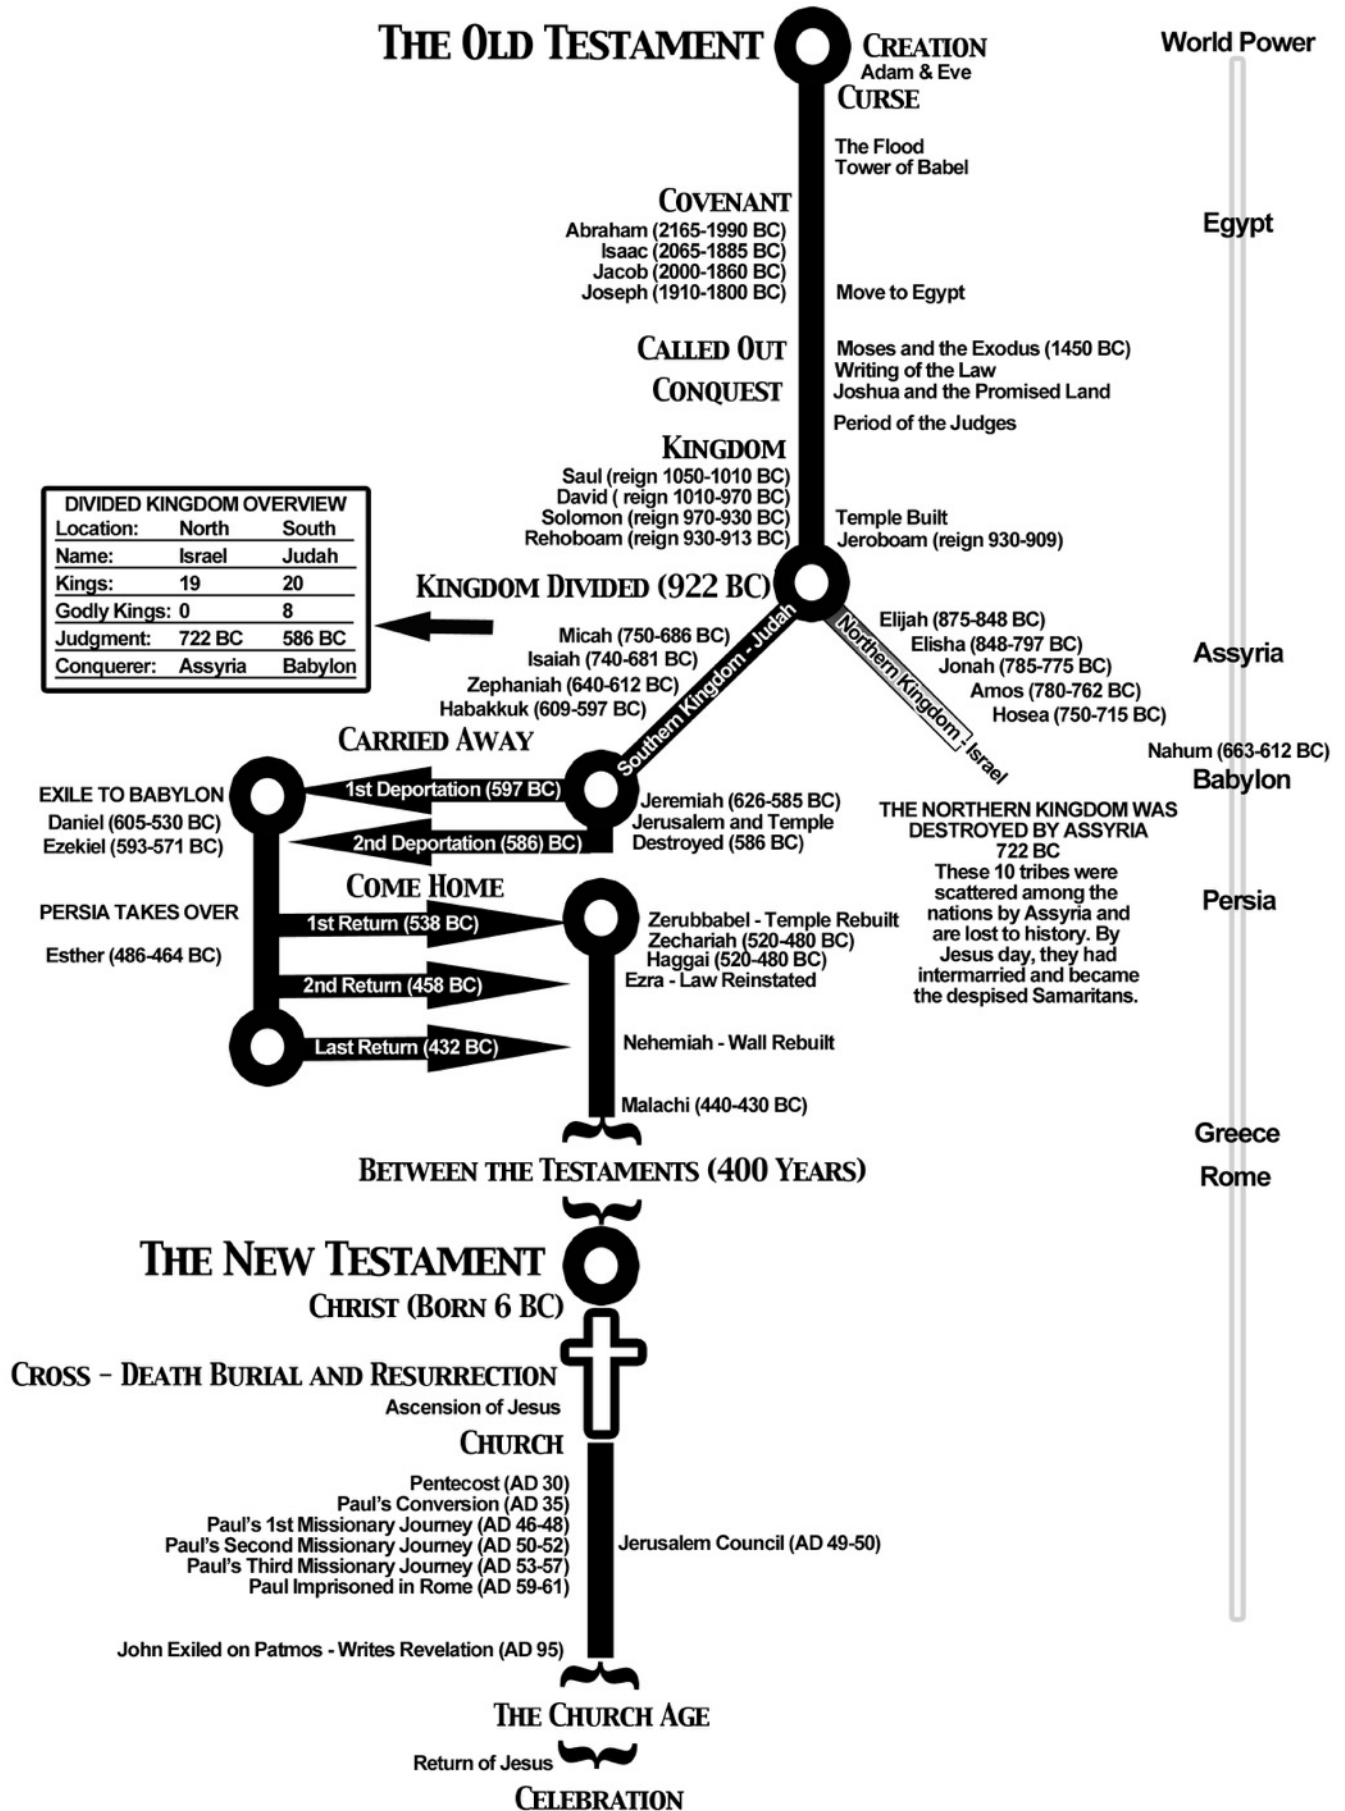 THE OLD TESTAMENT
CREATION
Adam & Eve
CURSE
World Power
The Flood
Tower of Babel
COVENANT
Abraham (2165-1990 BC)
Isaac (2065-1885 BC)
Jacob (2000-1860 BC)
Joseph (1910-1800 BC)
Move to Egypt
Egypt
CALLED OUT
Moses and the Exodus (1450 BC)
Writing of the Law
CONQUEST
Joshua and the Promised Land
Period of the Judges
KINGDOM
Saul (reign 1050-1010 BC)
David ( reign 1010-970 BC)
Solomon (reign 970-930 BC)
Rehoboam (reign 930-913 BC)
Temple Built
Jeroboam (reign 930-909)
DIVIDED KINGDOM OVERVIEW
Location: North South
Name: Israel Judah
Kings: 19 20
Godly Kings: 0 8
Judgment: 722 BC 586 BC
Conquerer: Assyria Babylon
KINGDOM DIVIDED (922 BC)
Southern Kingdom - Judah
Northern Kingdom - Israel
Micah (750-686 BC)
Isaiah (740-681 BC)
Zephaniah (640-612 BC)
Habakkuk (609-597 BC)
Elijah (875-848 BC)
Elisha (848-797 BC)
Jonah (785-775 BC)
Amos (780-762 BC)
Hosea (750-715 BC)
Assyria
Nahum (663-612 BC)
Babylon
CARRIED AWAY
1st Deportation (597 BC)
2nd Deportation (586) BC)
EXILE TO BABYLON
Daniel (605-530 BC)
Ezekiel (593-571 BC)
Jeremiah (626-585 BC)
Jerusalem and Temple
Destroyed (586 BC)
THE NORTHERN KINGDOM WAS
DESTROYED BY ASSYRIA
722 BC
These 10 tribes were
scattered among the
nations by Assyria and
are lost to history. By
Jesus day, they had
intermarried and became
the despised Samaritans.
Persia
COME HOME
PERSIA TAKES OVER
Esther (486-464 BC)
1st Return (538 BC)
2nd Return (458 BC)
Last Return (432 BC)
Zerubbabel - Temple Rebuilt
Zechariah (520-480 BC)
Haggai (520-480 BC)
Ezra - Law Reinstated
Nehemiah - Wall Rebuilt
Malachi (440-430 BC)
Greece
BETWEEN THE TESTAMENTS (400 YEARS)
Rome
THE NEW TESTAMENT
CHRIST (BORN 6 BC)
CROSS - DEATH BURIAL AND RESURRECTION
Ascension of Jesus
CHURCH
Pentecost (AD 30)
Paul's Conversion (AD 35)
Paul's 1st Missionary Journey (AD 46-48)
Paul's Second Missionary Journey (AD 50-52)
Paul's Third Missionary Journey (AD 53-57)
Paul Imprisoned in Rome (AD 59-61)
Jerusalem Council (AD 49-50)
John Exiled on Patmos - Writes Revelation (AD 95)
THE CHURCH AGE
Return of Jesus
CELEBRATION